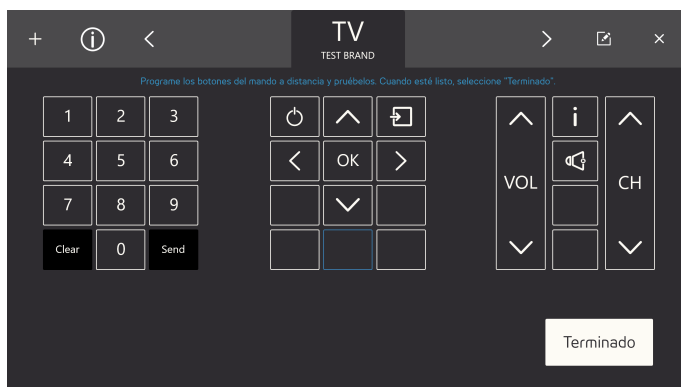 TV
TEST BRAND
Programe los botones del mando a distancia y pruébelos. Cuando esté listo, seleccione "Terminado".
1 2 3
4 5 6 OK VOL CH
7 8 9
Clear 0 Send
Terminado